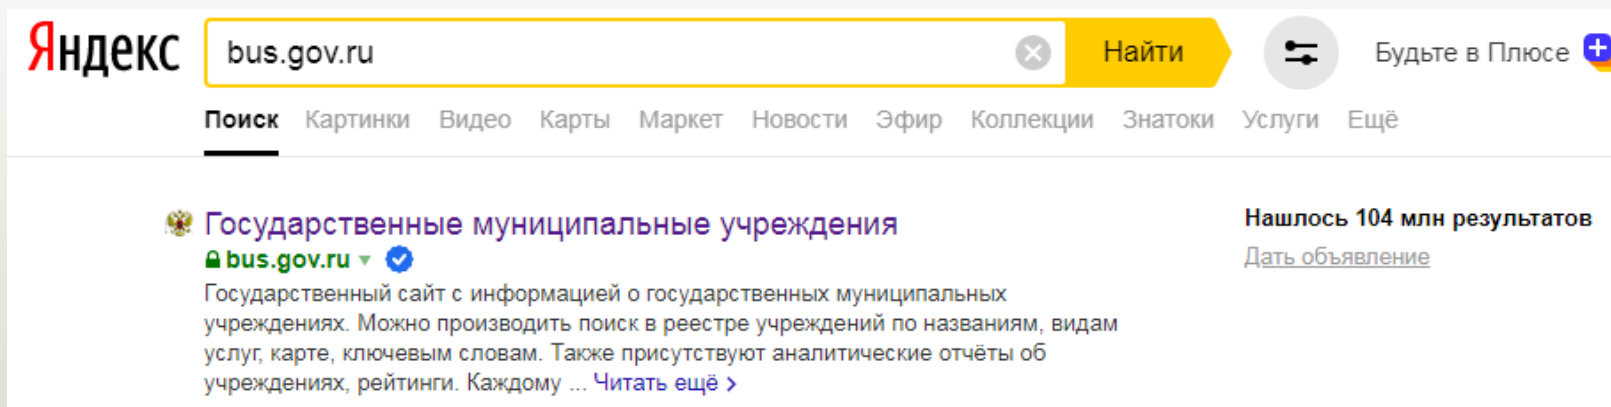 Яндекс bus.gov.ru Найти Будьте в Плюсе
Поиск Картинки Видео Карты Маркет Новости Эфир Коллекции Знатоки Услуги Ещё
Государственные муниципальные учреждения
bus.gov.ru
Государственный сайт с информацией о государственных муниципальных
учреждениях. Можно производить поиск в реестре учреждений по названиям, видам
услуг, карте, ключевым словам. Также присутствуют аналитические отчёты об
учреждениях, рейтинги. Каждому ... Читать ещё >
Нашлось 104 млн результатов
Дать объявление